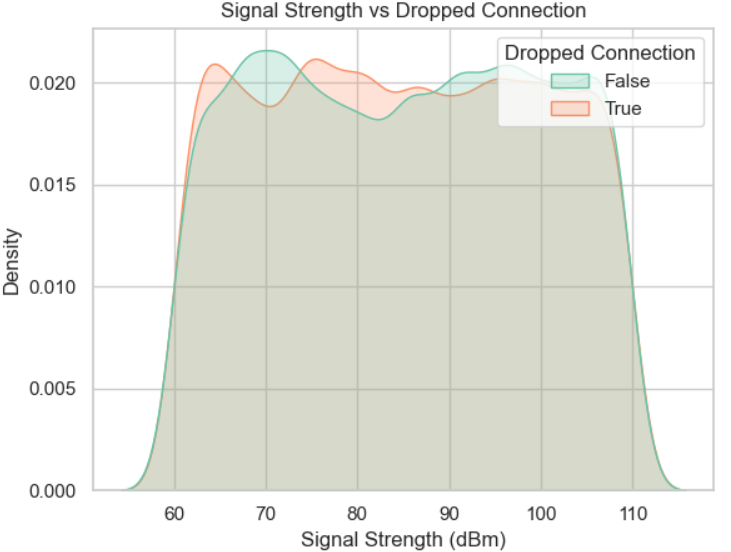 Signal Strength vs Dropped Connection
Dropped Connection
False
True
Density
0.020
0.015
0.010
0.005
0.000
60 70 80 90 100 110
Signal Strength (dBm)